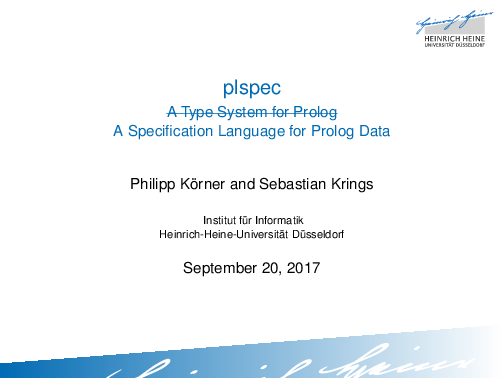 HEINRICH HEINE
UNIVERSITÄT DÜSSELDORF
plspec
A Type System for Prolog
A Specification Language for Prolog Data
Philipp Körner and Sebastian Krings
Institut für Informatik
Heinrich-Heine-Universität Düsseldorf
September 20, 2017